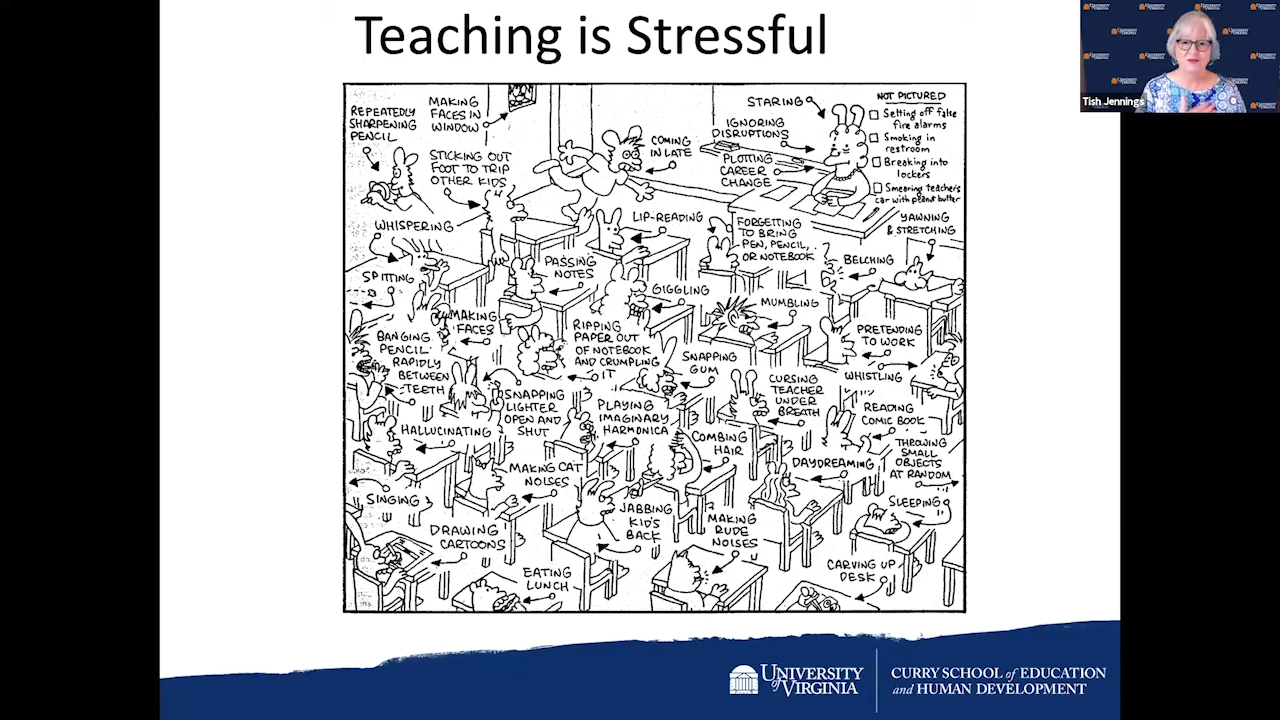 Teaching is Stressful
Tish Jennings
REPEATEDLY
SHARPENING
PENCIL
MAKING
FACES IN
WINDOW
STICKING OUT
FOOT TO TRIP
OTHER KIDS
COMING
IN LATE
STARING
IGNORING
DISRUPTIONS
PLOTTING
CAREER
CHANGE
NOT PICTURED
Setting off false
fire alarms
Smoking in
restroom
Breaking into
lockers
Smearing teacher's
car with peanut butter
WHISPERING
LIP-READING
FORGETTING
TO BRING
PEN, PENCIL,
OR NOTEBOOK
YAWNING
& STRETCHING
SPITTING
PASSING
NOTES
GIGGLING
BELCHING
MUMBLING
MAKING
FACES
BANGING
PENCIL
RAPIDLY
BETWEEN
TEETH
RIPPING
PAPER OUT
OF NOTEBOOK
AND CRUMPLING
IT
SNAPPING
GUM
PRETENDING
TO WORK
WHISTLING
SNAPPING
LIGHTER
OPEN AND
SHUT
PLAYING
IMAGINARY
HARMONICA
CURSING
TEACHER
UNDER
BREATH
READING
COMIC BOOK
HALLUCINATING
COMBING
HAIR
THROWING
SMALL
OBJECTS
AT RANDOM
MAKING CAT
NOISES
DAYDREAMING
SINGING
JABBING
KID'S
BACK
MAKING
RUDE
NOISES
SLEEPING
DRAWING
CARTOONS
EATING
LUNCH
CARVING UP
DESK
UNIVERSITY
of VIRGINIA
CURRY SCHOOL of EDUCATION
and HUMAN DEVELOPMENT